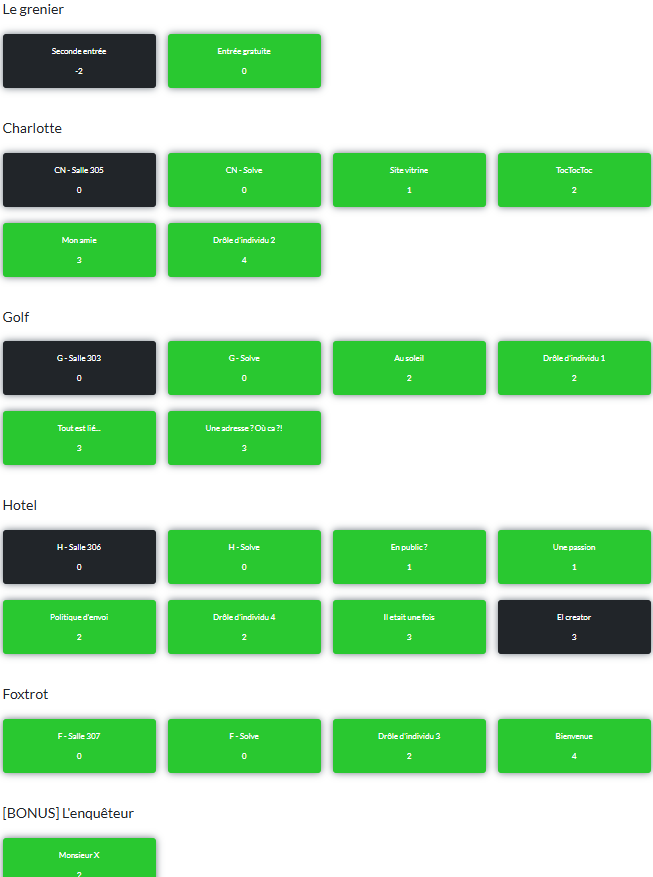 Le grenier
Seconde entrée
-2
Entrée gratuite
0
Charlotte
CN - Salle 305
0
CN - Solve
0
Site vitrine
1
TocTocToc
2
Mon amie
3
Drôle d'individu 2
4
Golf
G - Salle 303
0
G - Solve
0
Au soleil
2
Drôle d'individu 1
2
Tout est lié...
3
Une adresse ? Où ca ?!
3
Hotel
H - Salle 306
0
H - Solve
0
En public ?
1
Une passion
1
Politique d'envoi
2
Drôle d'individu 4
2
Il etait une fois
3
El creator
3
Foxtrot
F - Salle 307
0
F - Solve
0
Drôle d'individu 3
2
Bienvenue
4
[BONUS] L'enquêteur
Monsieur X
2